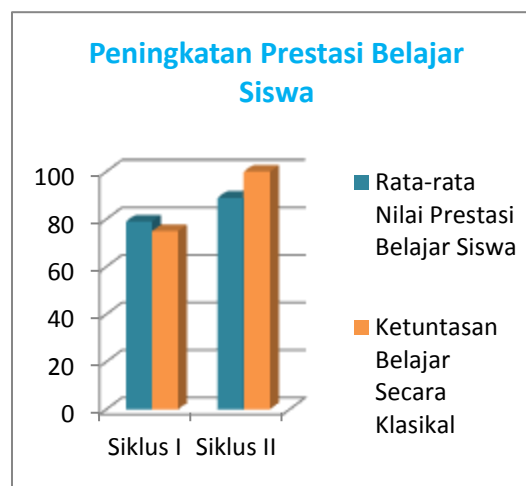 Peningkatan Prestasi Belajar
Siswa
100
80
60
40
20
0
Siklus I
Siklus II
Rata-rata
Nilai Prestasi
Belajar Siswa
Ketuntasan
Belajar
Secara
Klasikal